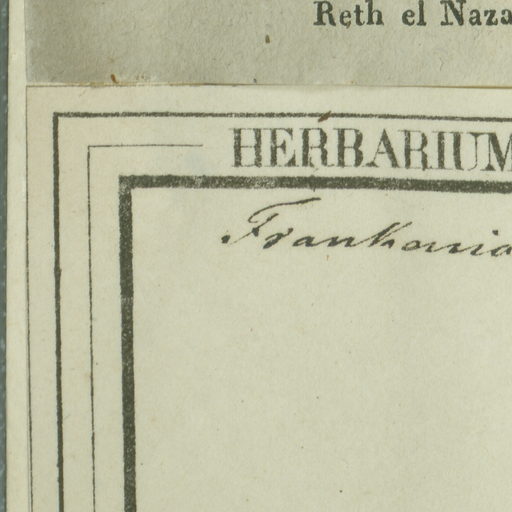 Reth el Naza
HERBARIUM
Frankenia